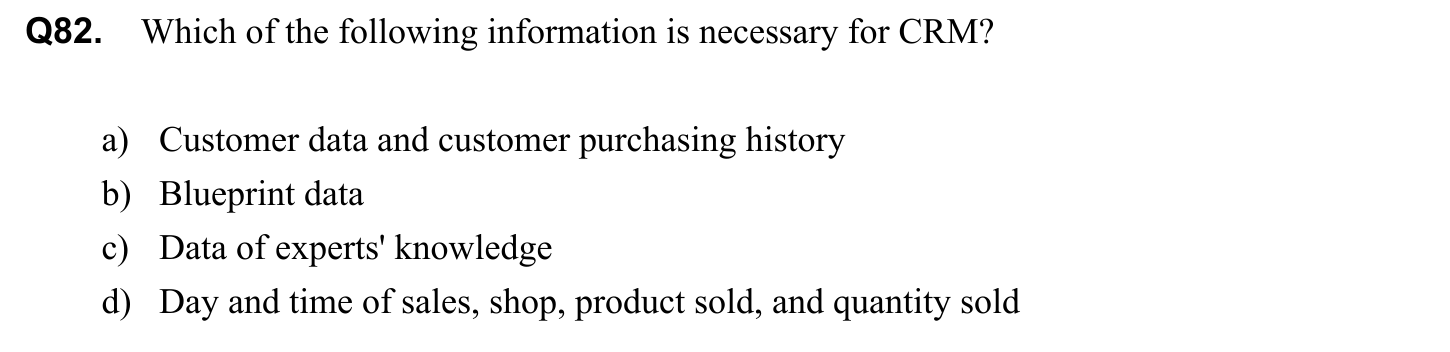 Q82. Which of the following information is necessary for CRM?
a) Customer data and customer purchasing history
b) Blueprint data
c) Data of experts' knowledge
d) Day and time of sales, shop, product sold, and quantity sold